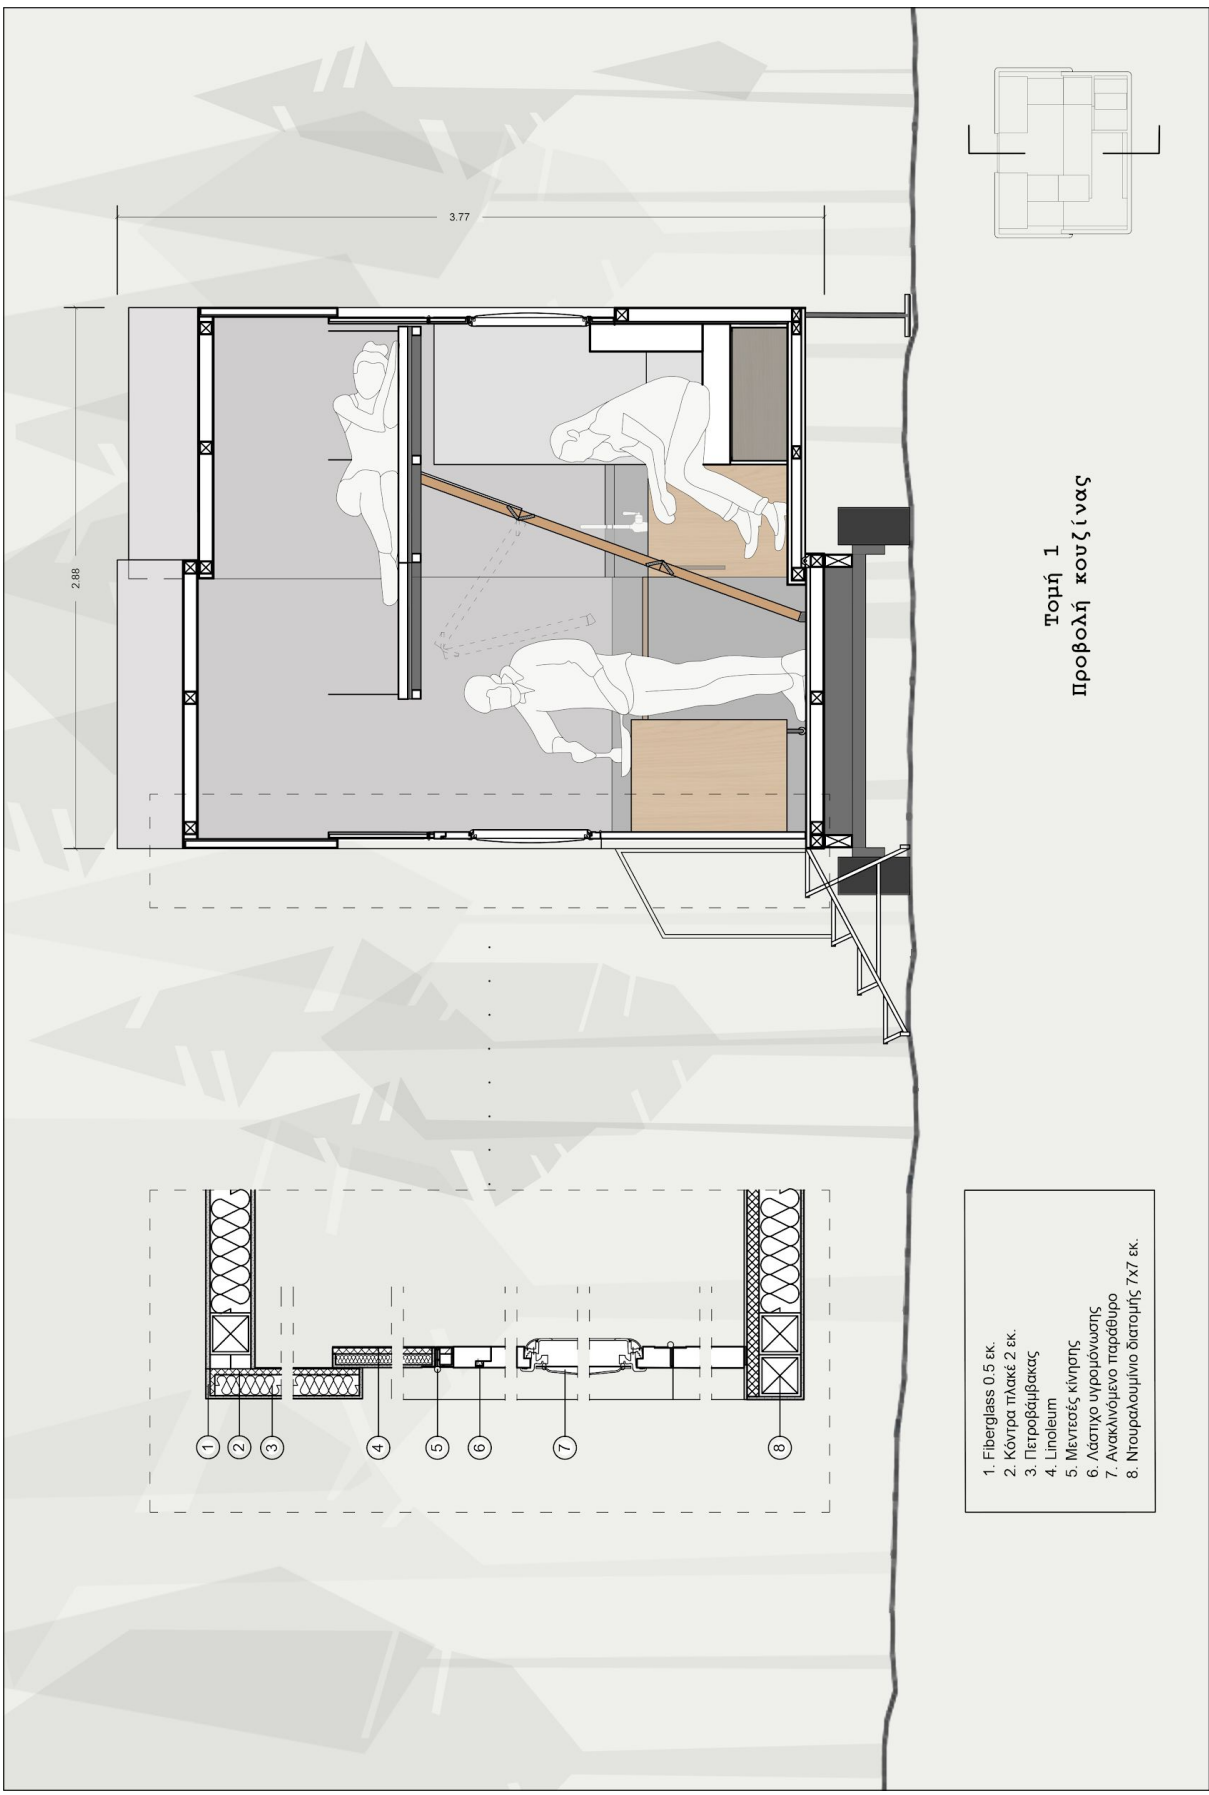 1
2
3
4
5
6
7
8
2.88
3.77
1. Fiberglass 0.5 εκ.
2. Κόντρα πλακέ 2 εκ.
3. Πετροβάμβακας
4. Linoleum
5. Μεντεσές κίνησης
6. Λάστιχο υγρομόνωσης
7. Ανακλινόμενο παράθυρο
8. Ντουραλουμίνιο διατομής 7x7 εκ.
Τομή 1
Προβολή κουζίνας